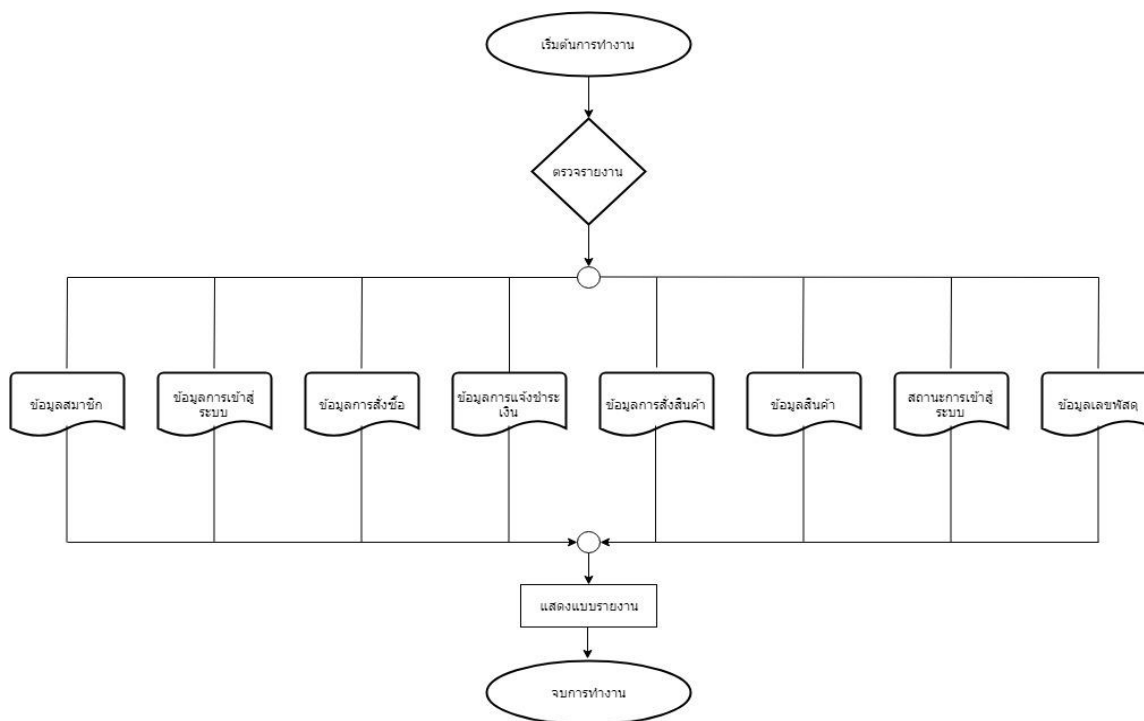 เริ่มต้นการทำงาน
ตรวจรายงาน
ข้อมูลสมาชิก
ข้อมูลการเข้าสู่
ระบบ
ข้อมูลการสั่งซื้อ
ข้อมูลการแจ้งชำระ
เงิน
ข้อมูลการสั่งสินค้า
ข้อมูลสินค้า
สถานะการเข้าสู่
ระบบ
ข้อมูลเลขพัสดุ
แสดงแบบรายงาน
จบการทำงาน